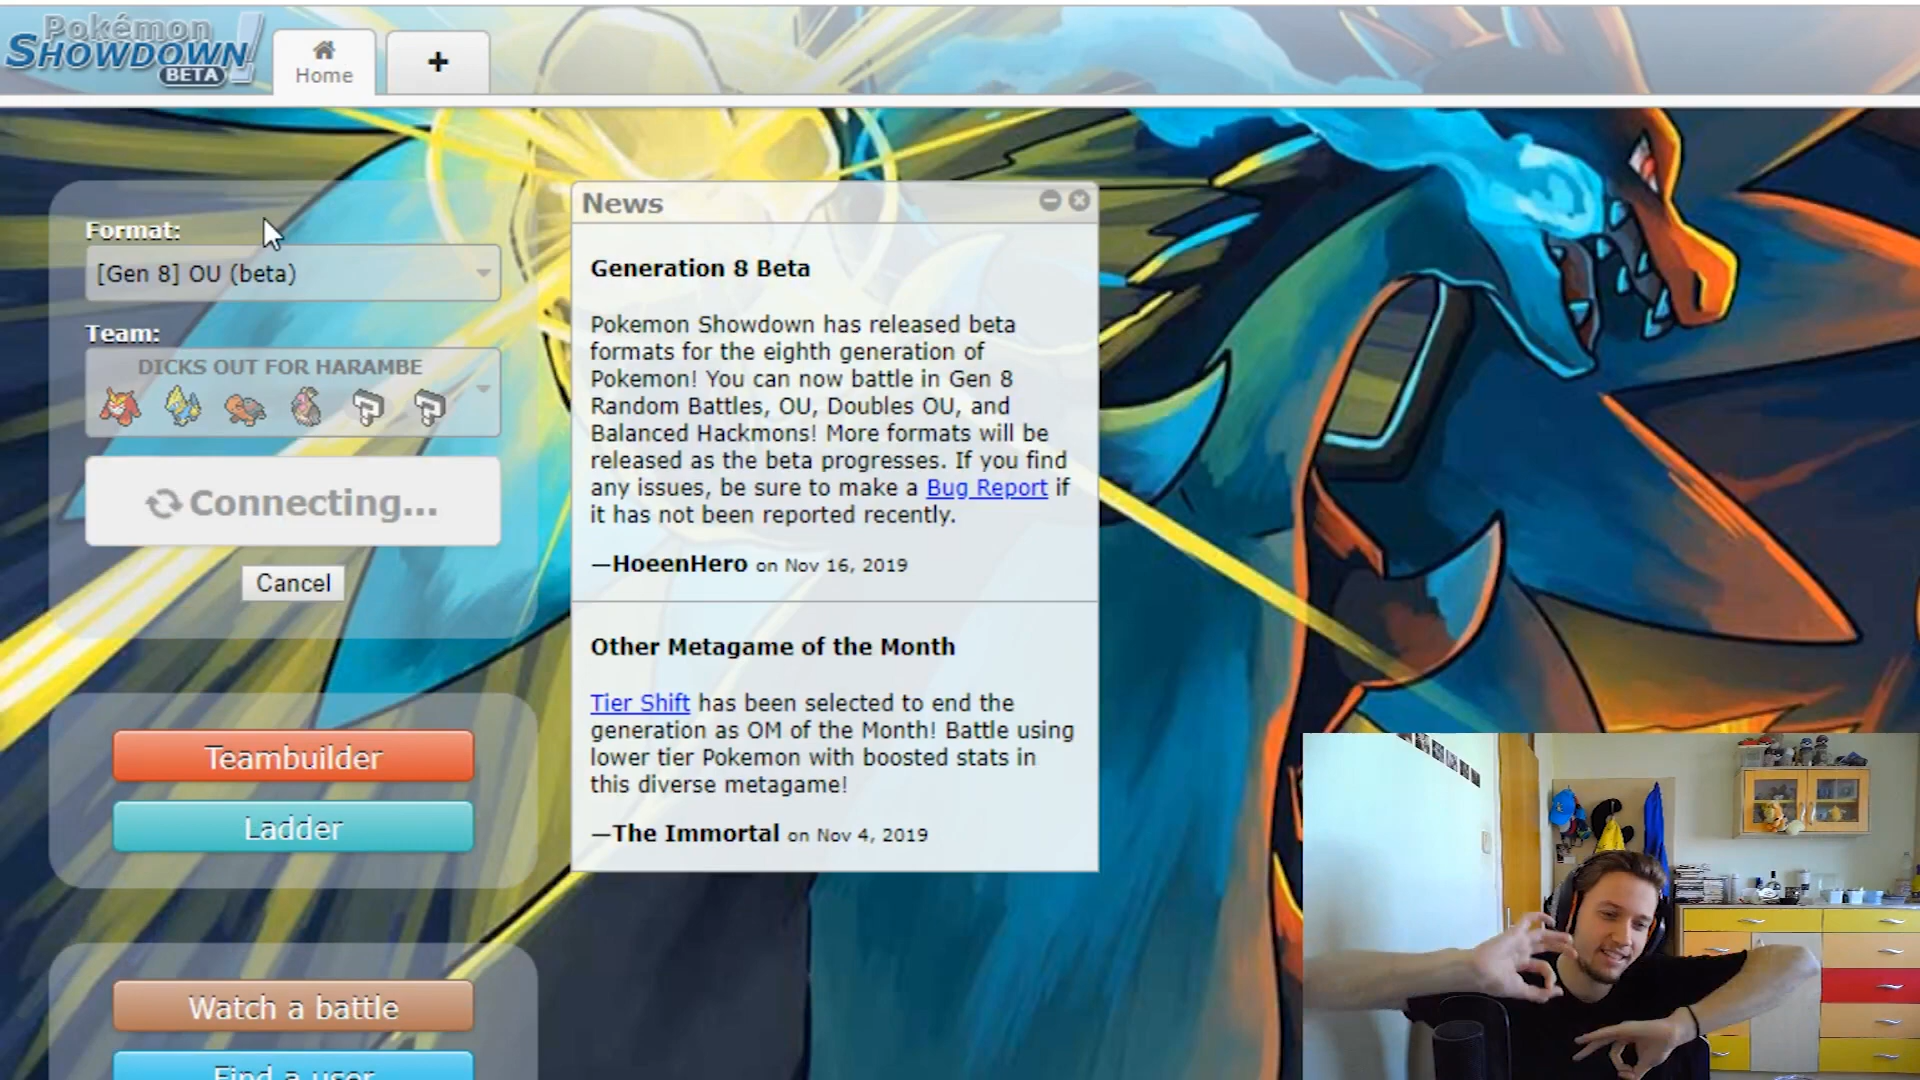 Pokémon
SHOWDOWN!
BETA
Home
+
Format:
[Gen 8] OU (beta)
Team:
DICKS OUT FOR HARAMBE
Connecting...
Cancel
Teambuilder
Ladder
Watch a battle
Find a user
News
Generation 8 Beta
Pokemon Showdown has released beta
formats for the eighth generation of
Pokemon! You can now battle in Gen 8
Random Battles, OU, Doubles OU, and
Balanced Hackmons! More formats will be
released as the beta progresses. If you find
any issues, be sure to make a Bug Report if
it has not been reported recently.
—HoeenHero on Nov 16, 2019
Other Metagame of the Month
Tier Shift has been selected to end the
generation as OM of the Month! Battle using
lower tier Pokemon with boosted stats in
this diverse metagame!
—The Immortal on Nov 4, 2019